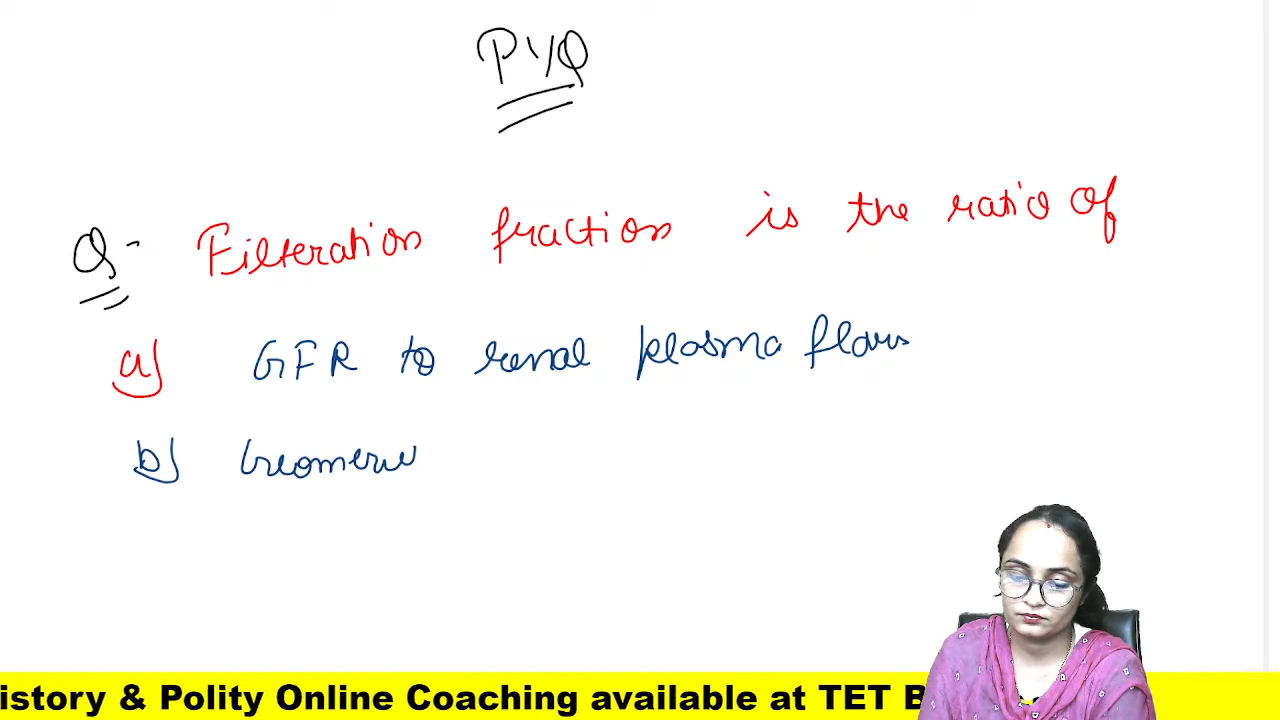 PYQ
Q- Filteration fraction is the ratio of
a) GFR to renal plasma flow
b)
istory & Polity Online Coaching available at TET B